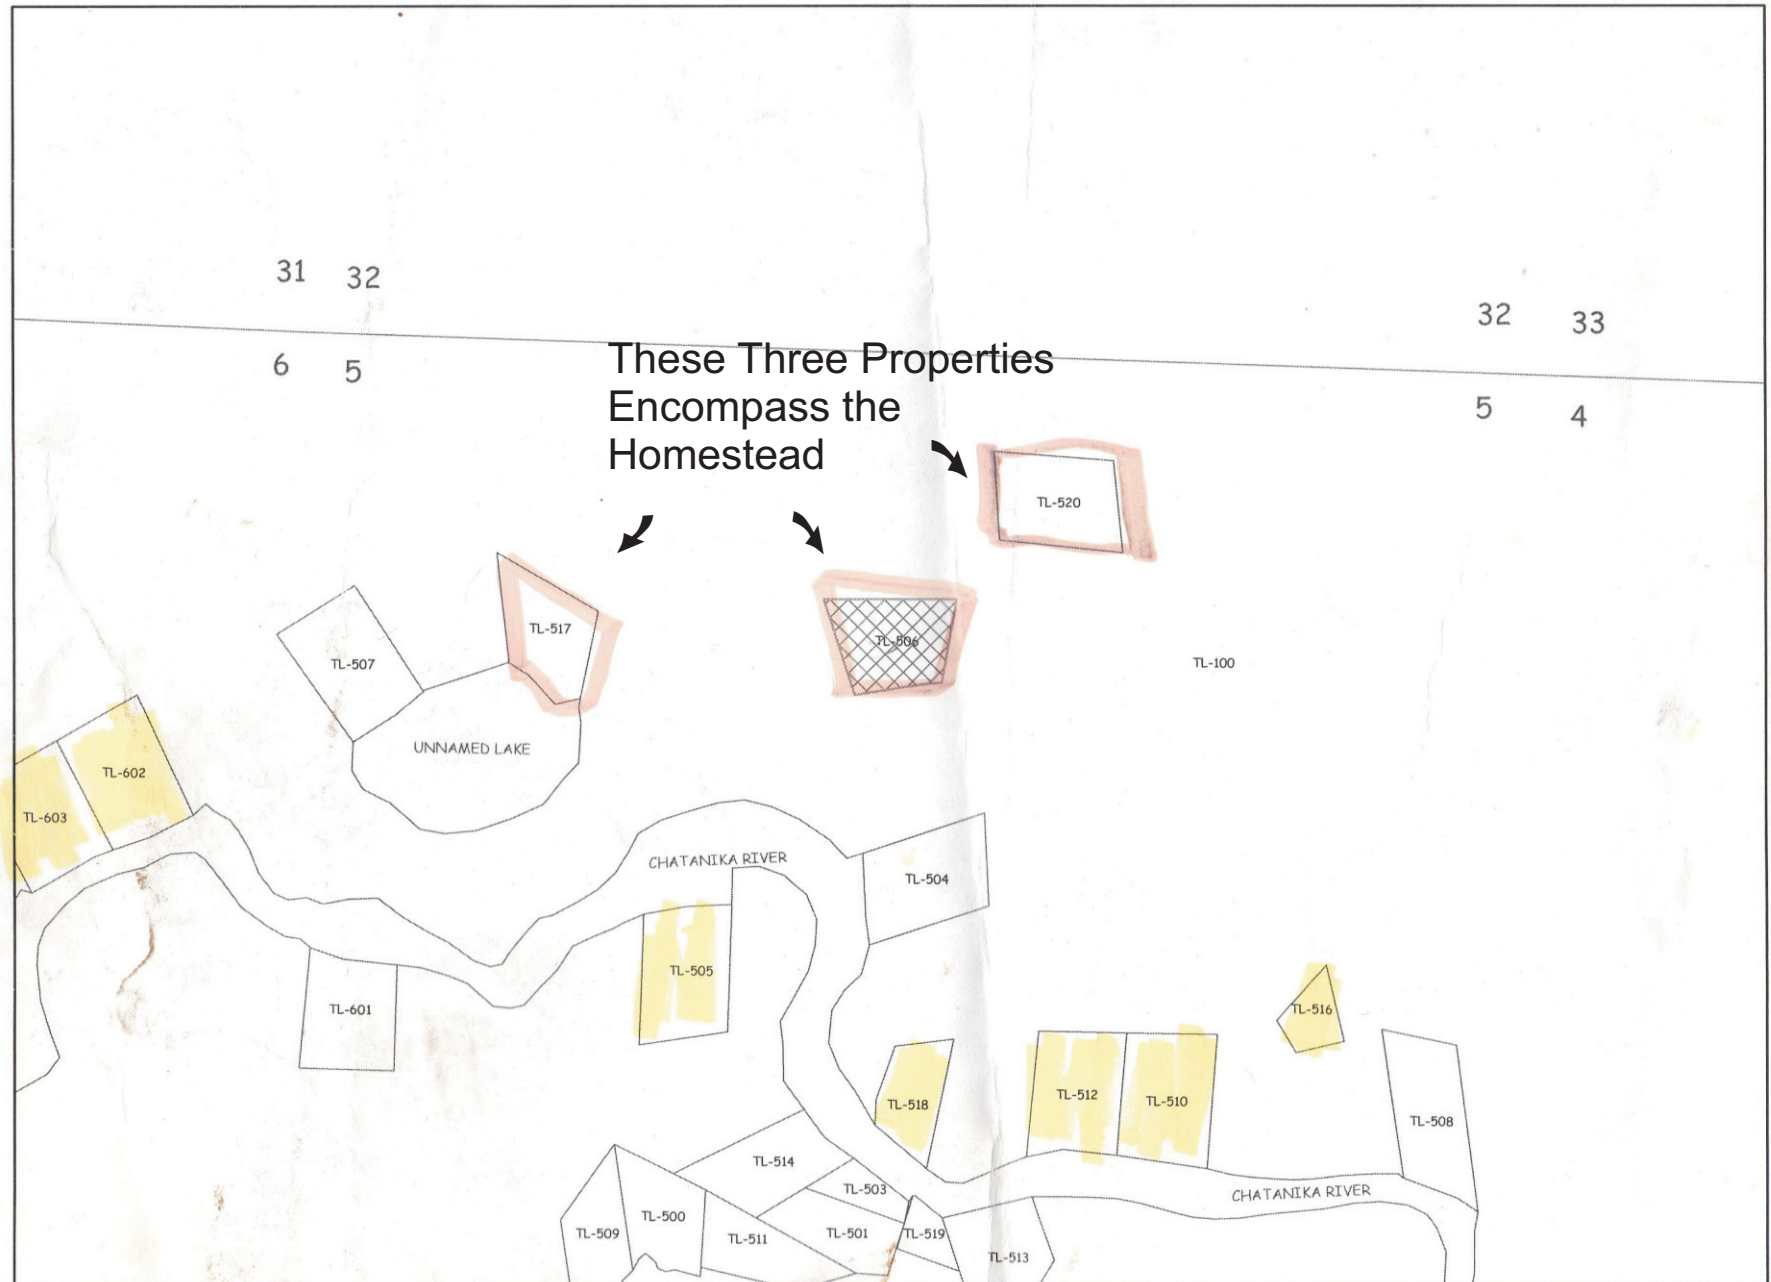 31 32
32 33
6 5
These Three Properties
Encompass the
Homestead
5 4
TL-520
TL-517
TL-506
TL-507
TL-100
UNNAMED LAKE
TL-602
TL-603
CHATANIKA RIVER
TL-504
TL-505
TL-601
TL-516
TL-518
TL-512
TL-510
TL-508
TL-514
TL-503
CHATANIKA RIVER
TL-500
TL-509
TL-511
TL-501
TL-519
TL-513